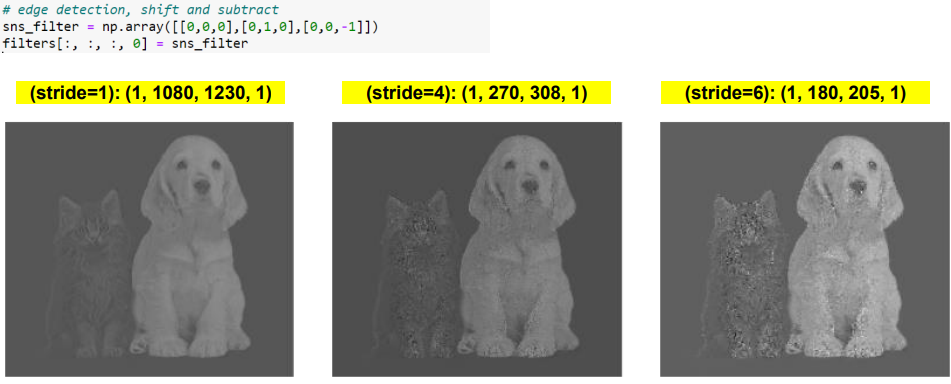 # edge detection, shift and subtract
sns_filter = np.array([[0,0,0],[0,1,0],[0,0,-1]])
filters[:, :, :, 0] = sns_filter
(stride=1): (1, 1080, 1230, 1)
(stride=4): (1, 270, 308, 1)
(stride=6): (1, 180, 205, 1)